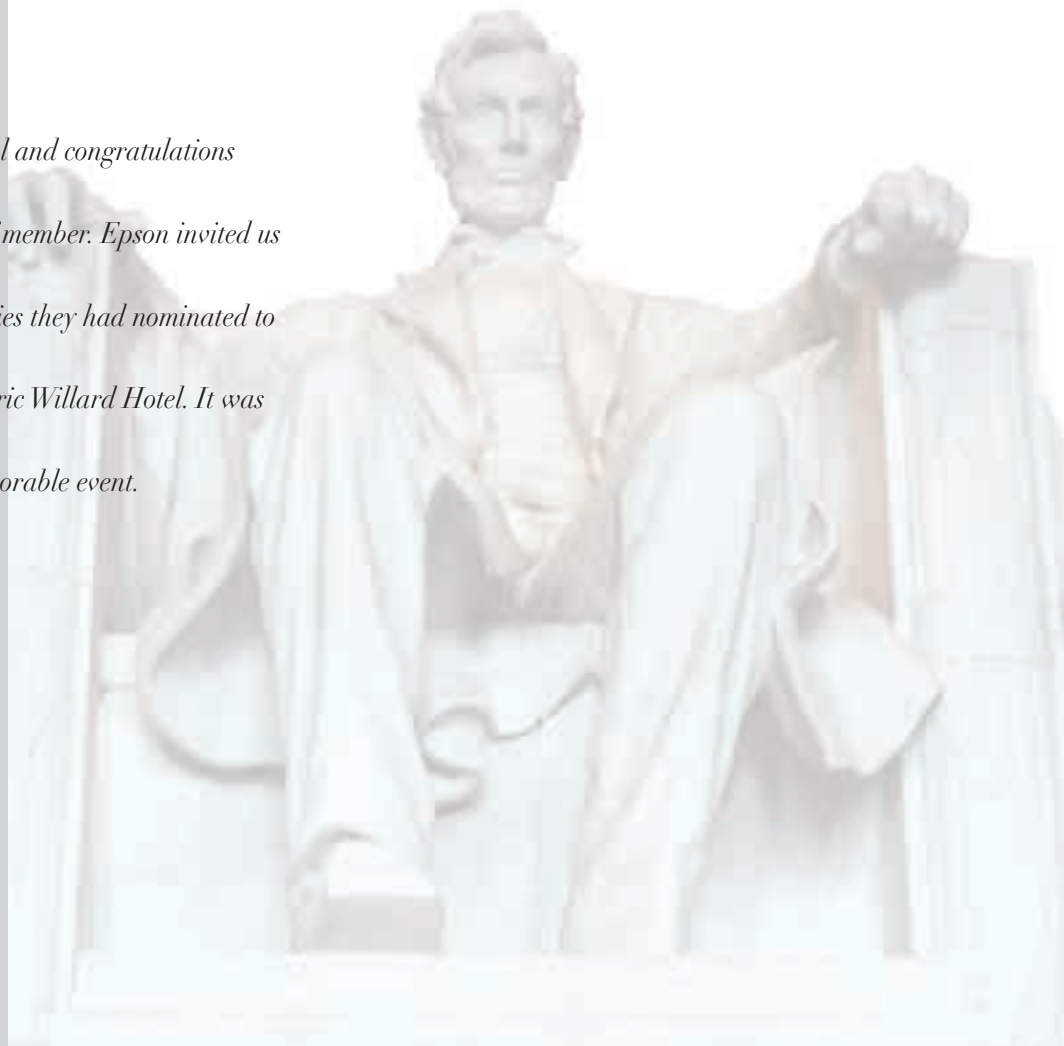 l and congratulations
member. Epson invited us
ies they had nominated to
ric Willard Hotel. It was
orable event.